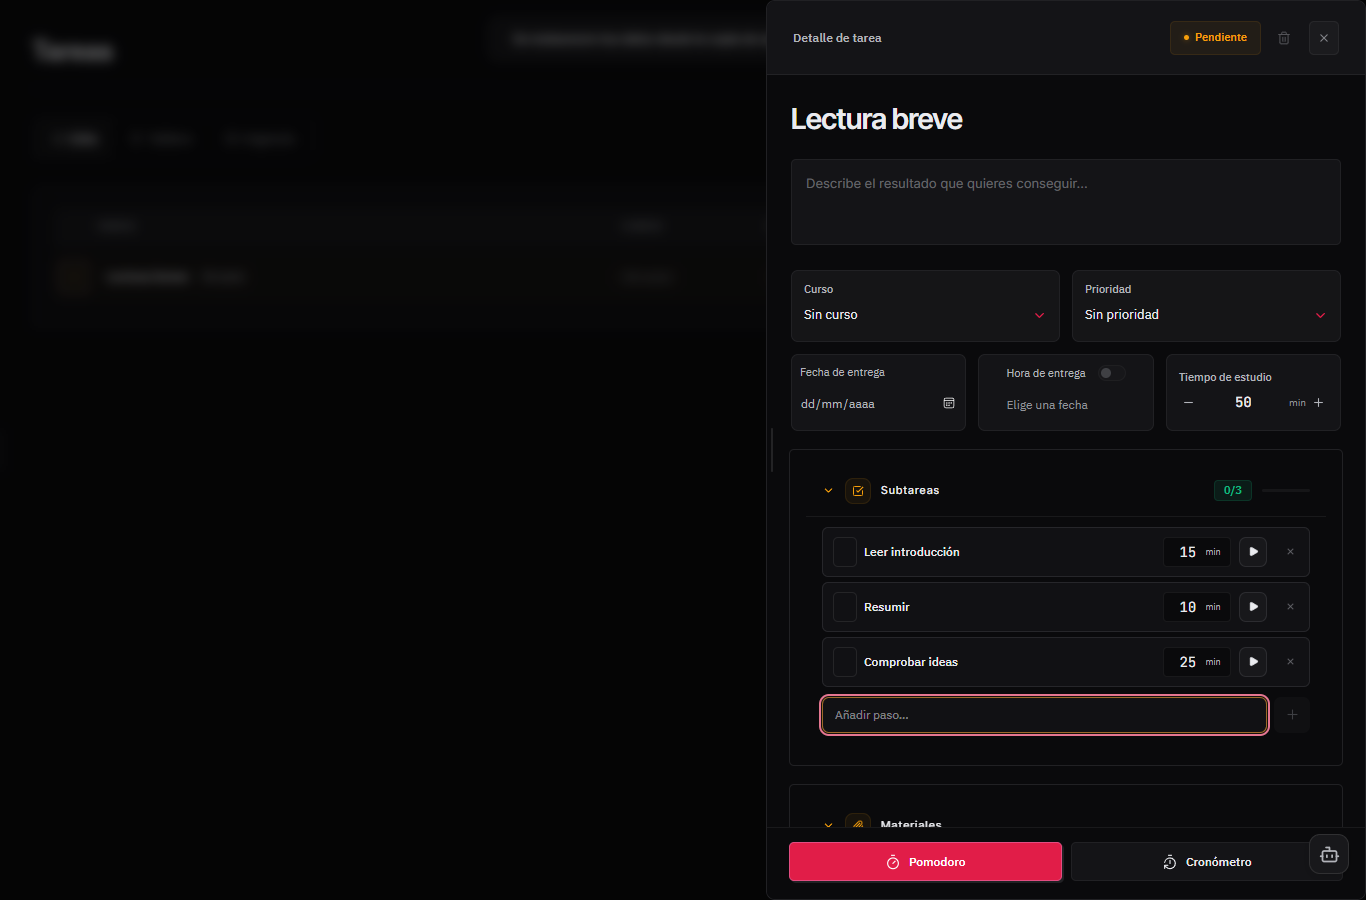 Detalle de tarea
Pendiente
Lectura breve
Describe el resultado que quieres conseguir...
Curso
Sin curso
Prioridad
Sin prioridad
Fecha de entrega
dd/mm/aaaa
Hora de entrega
Elige una fecha
Tiempo de estudio
50 min
Subtareas
0/3
Leer introducción
15 min
Resumir
10 min
Comprobar ideas
25 min
Añadir paso...
Materiales
Pomodoro
Cronómetro